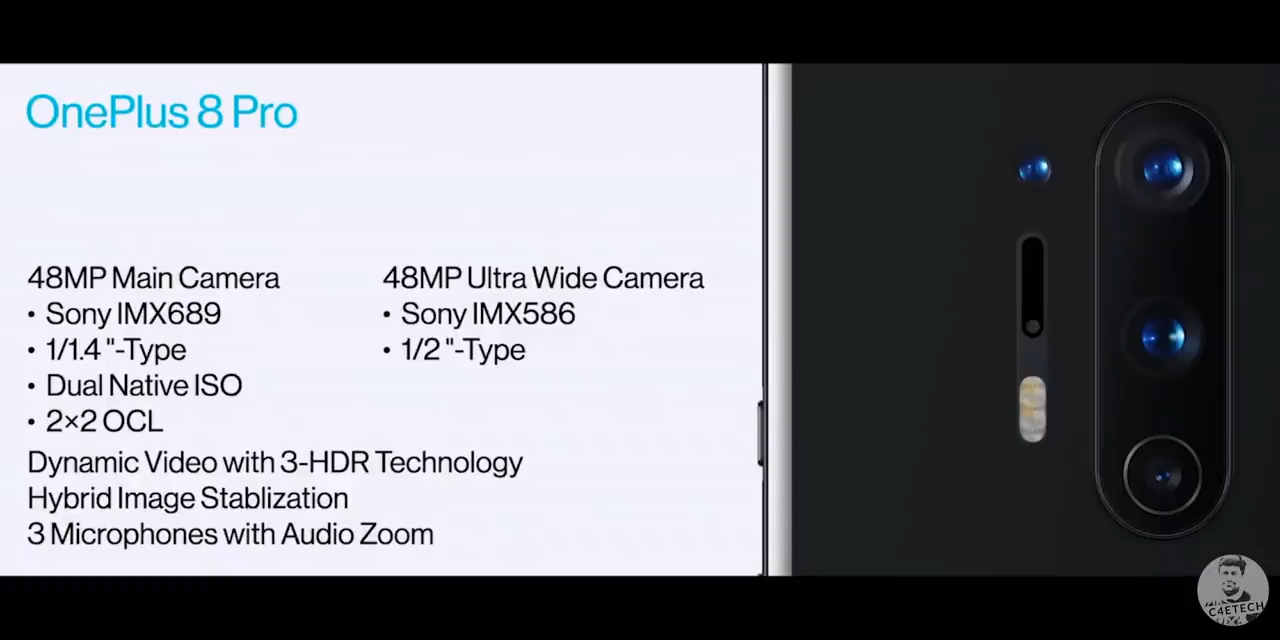 OnePlus 8 Pro
48MP Main Camera
• Sony IMX689
• 1/1.4 "-Type
• Dual Native ISO
• 2×2 OCL
48MP Ultra Wide Camera
• Sony IMX586
• 1/2 "-Type
Dynamic Video with 3-HDR Technology
Hybrid Image Stablization
3 Microphones with Audio Zoom
C4ETECH